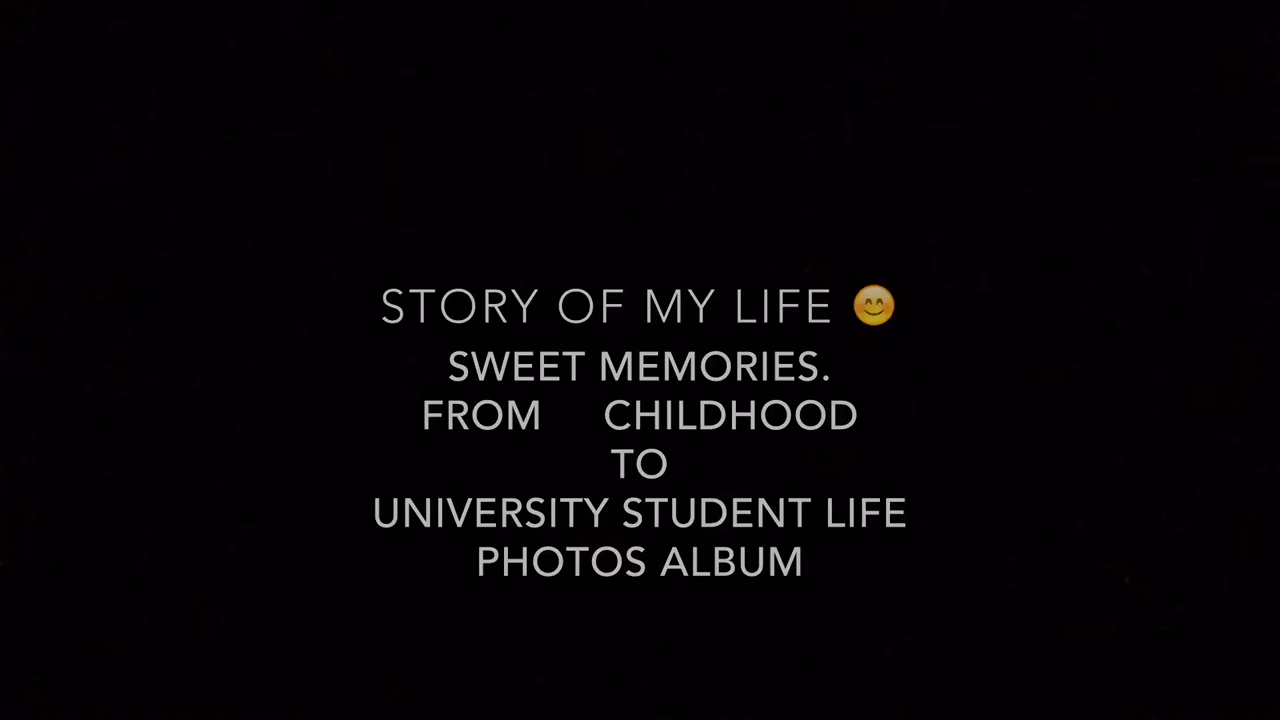 STORY OF MY LIFE 😊
SWEET MEMORIES.
FROM CHILDHOOD
TO
UNIVERSITY STUDENT LIFE
PHOTOS ALBUM